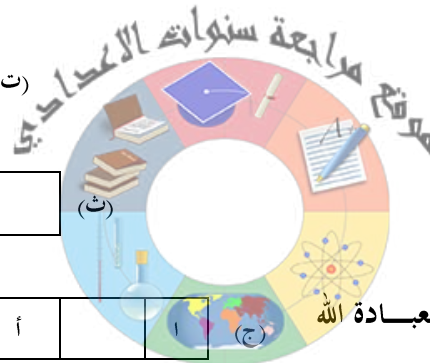 موقع مراجعة سنوات الاعدادي
(ت
(ث)
عبـــادة الله (ج) ا أ